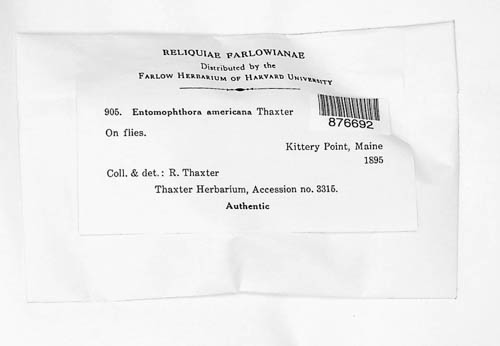 RELIQUIAE FARLOWIANAE
Distributed by the
FARLOW HERBARIUM OF HARVARD UNIVERSITY
905. Entomophthora americana Thaxter
876692
On flies.
Kittery Point, Maine
1895
Coll. & det.: R. Thaxter
Thaxter Herbarium, Accession no. 3315.
Authentic